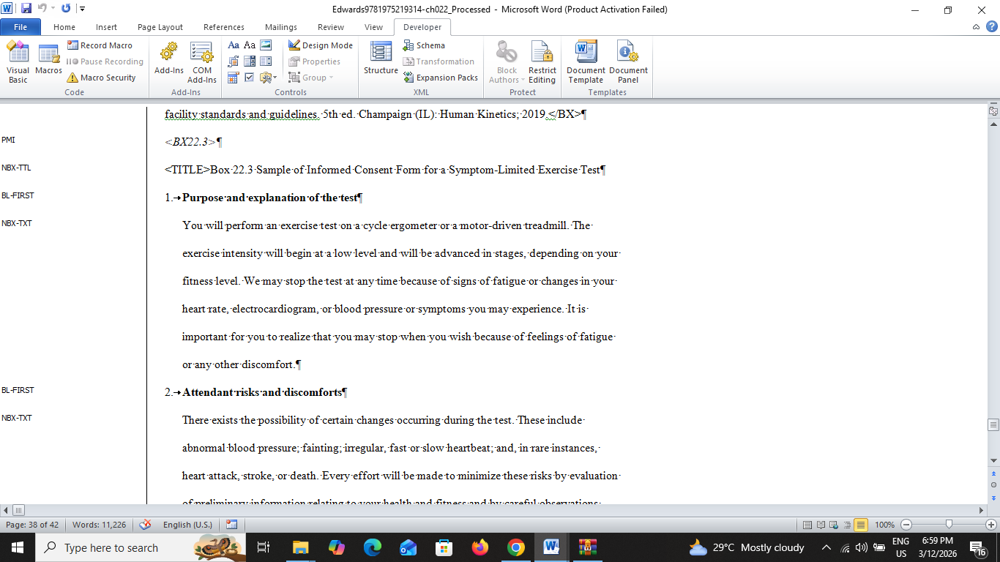 Edwards9781975219314-ch022_Processed - Microsoft Word (Product Activation Failed)
File Home Insert Page Layout References Mailings Review View Developer
Visual Basic
Macros
Record Macro
Pause Recording
Macro Security
Code
Add-Ins
COM Add-Ins
Add-Ins
Aa Aa
Design Mode
Properties
Group
Controls
Structure
Schema
Transformation
Expansion Packs
XML
Block Authors
Restrict Editing
Protect
Document Template
Document Panel
Templates
facility standards and guidelines. 5th ed. Champaign (IL): Human Kinetics; 2019.</BX>¶
PMI <BX22.3>¶
NBX-TTL <TITLE>Box 22.3 Sample of Informed Consent Form for a Symptom-Limited Exercise Test¶
BL-FIRST 1.→Purpose and explanation of the test¶
NBX-TXT You will perform an exercise test on a cycle ergometer or a motor-driven treadmill. The
exercise intensity will begin at a low level and will be advanced in stages, depending on your
fitness level. We may stop the test at any time because of signs of fatigue or changes in your
heart rate, electrocardiogram, or blood pressure or symptoms you may experience. It is
important for you to realize that you may stop when you wish because of feelings of fatigue
or any other discomfort.¶
BL-FIRST 2.→Attendant risks and discomforts¶
NBX-TXT There exists the possibility of certain changes occurring during the test. These include
abnormal blood pressure; fainting; irregular, fast or slow heartbeat; and, in rare instances,
heart attack, stroke, or death. Every effort will be made to minimize these risks by evaluation
of preliminary information relating to your health and fitness and by careful observations
Page: 38 of 42 Words: 11,226 English (U.S.) 100%
Type here to search
29°C Mostly cloudy
ENG US
6:59 PM
3/12/2026
16